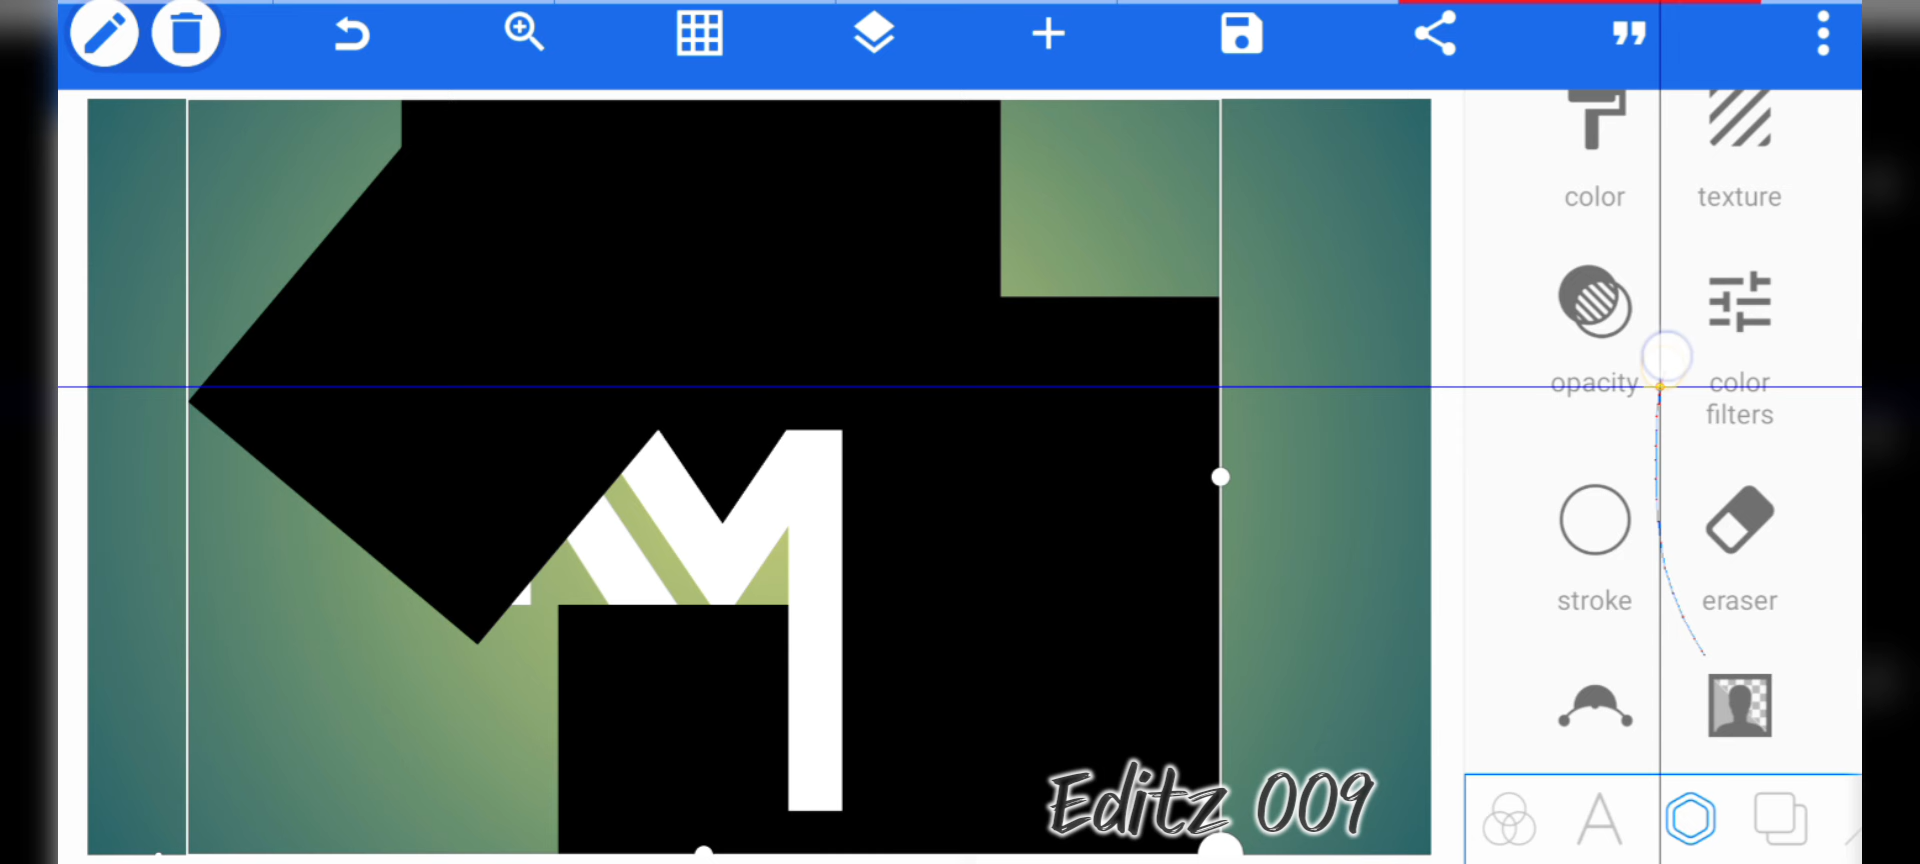 color texture
opacity color filters
stroke eraser
M
Editz 009
A